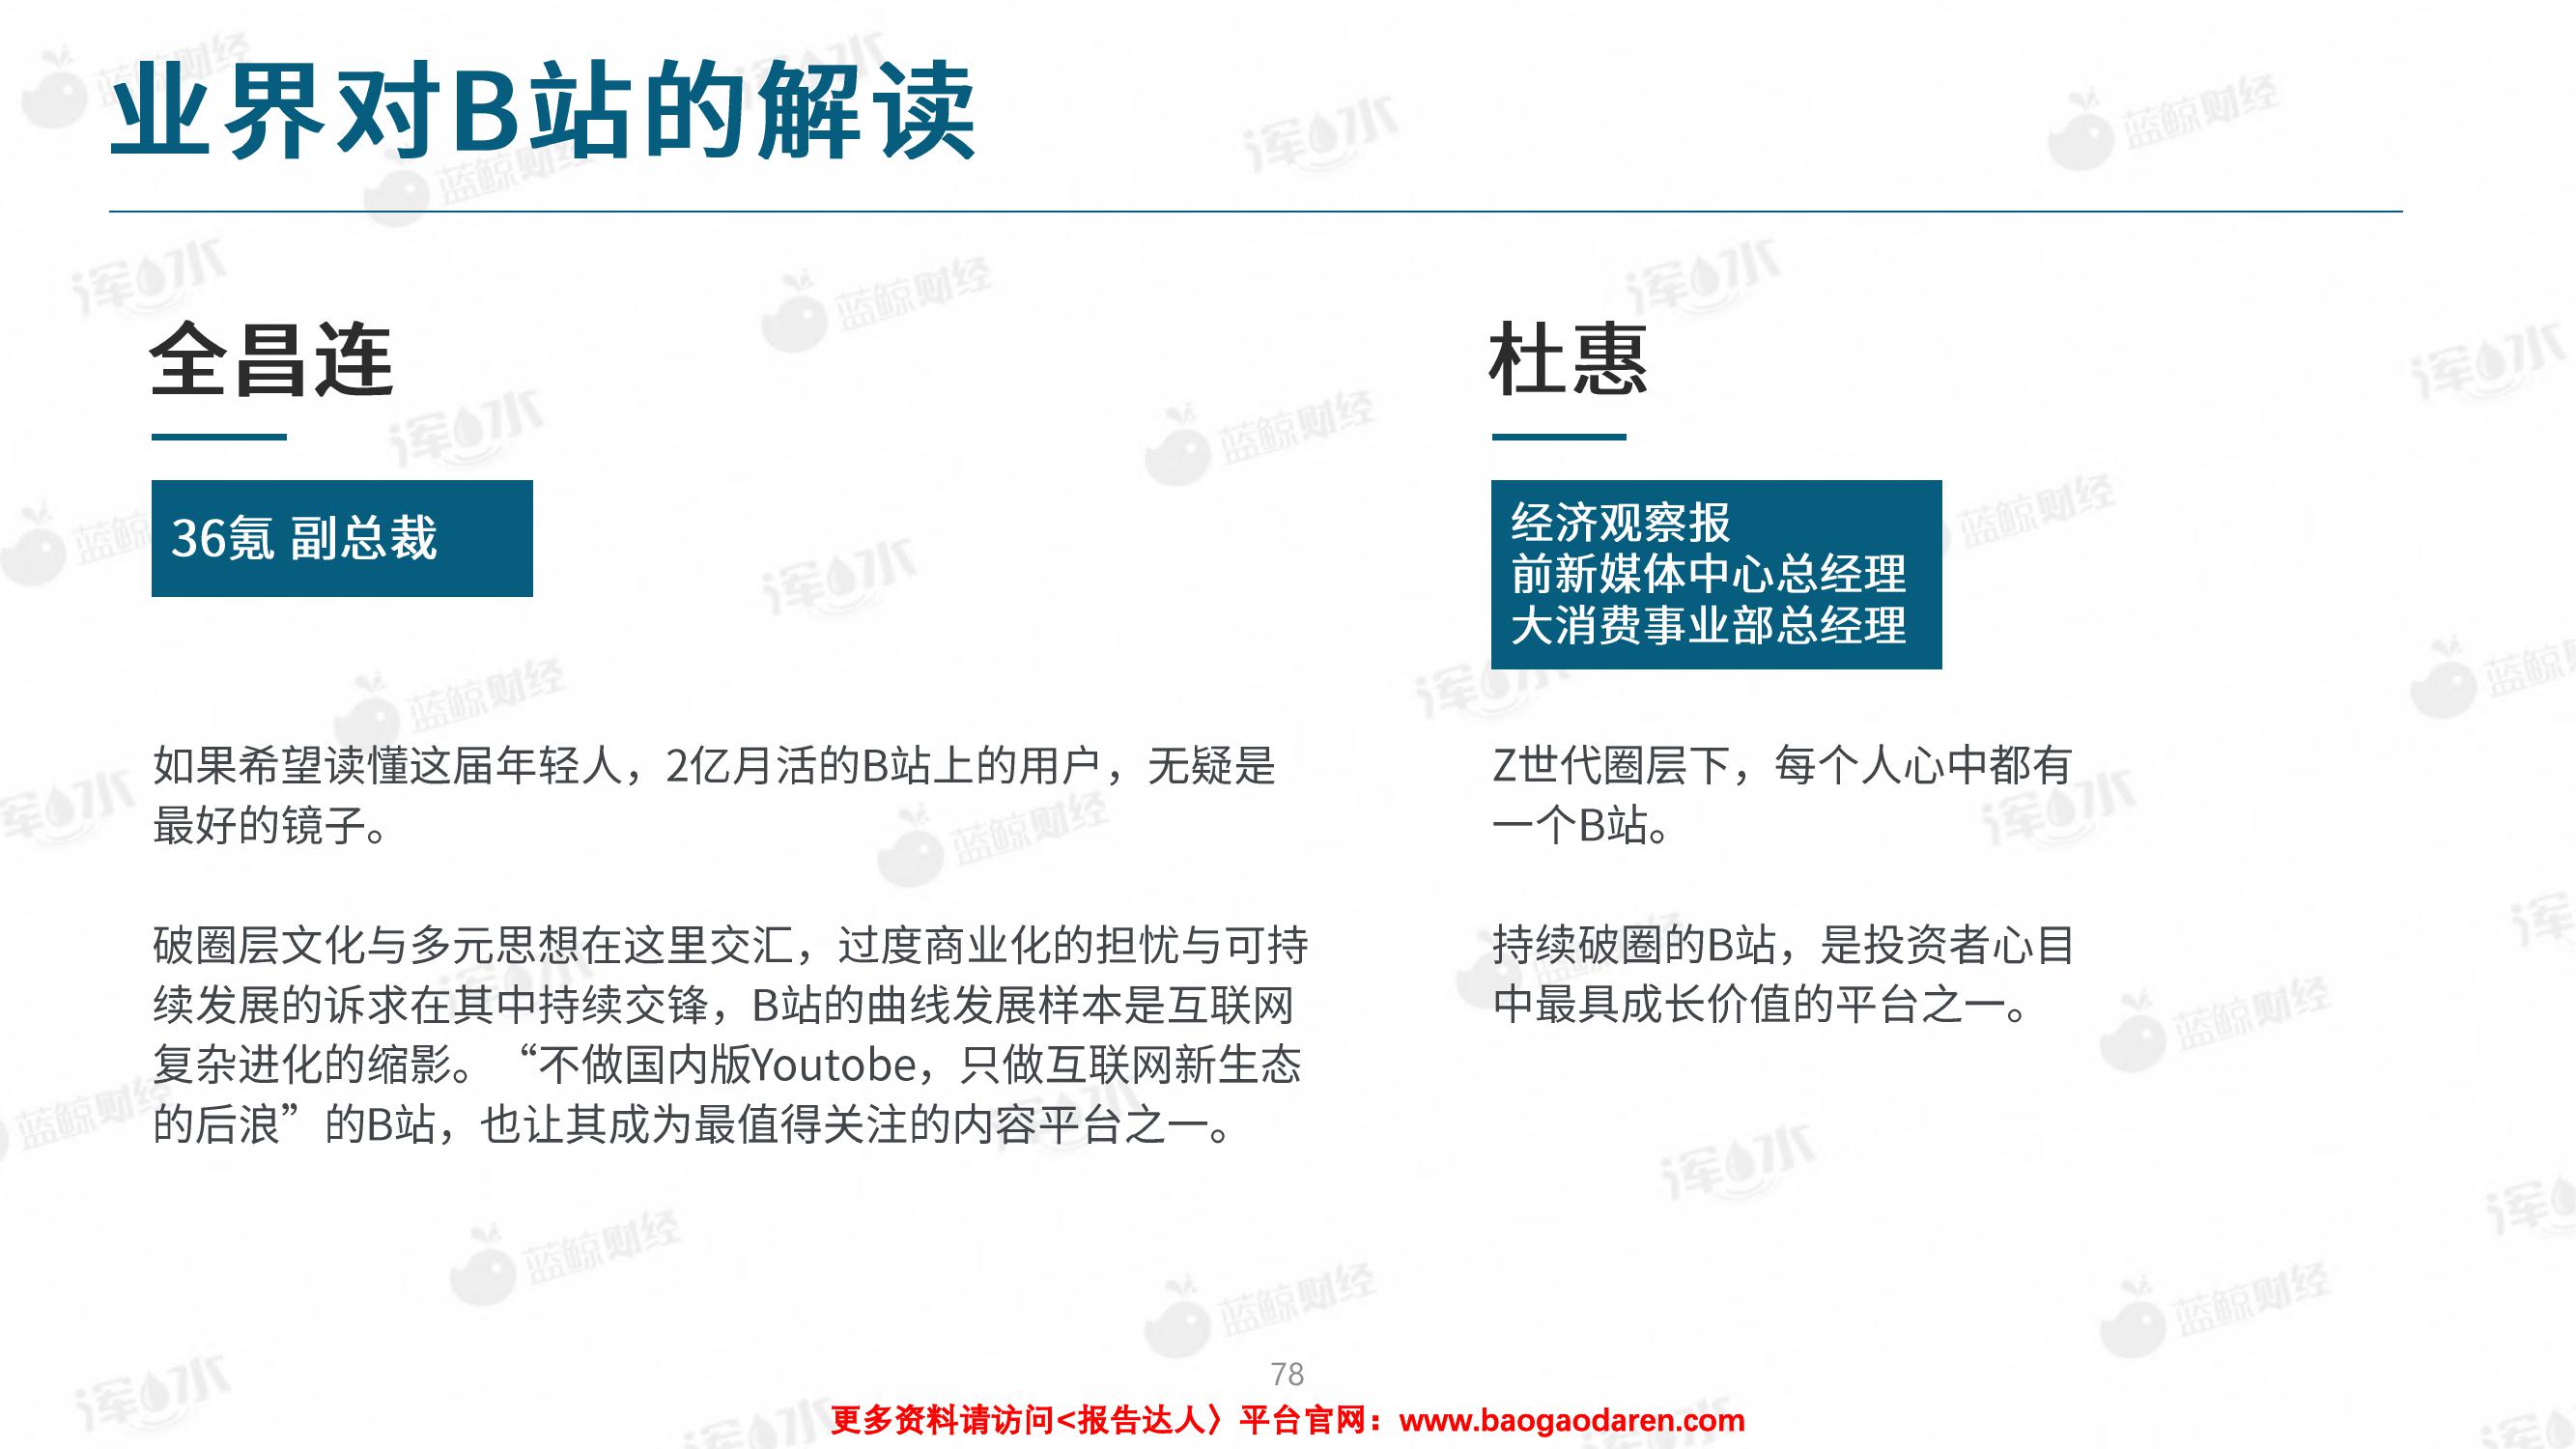 业界对B站的解读
全昌连
36氪 副总裁
如果希望读懂这届年轻人，2亿月活的B站上的用户，无疑是
最好的镜子。
破圈层文化与多元思想在这里交汇，过度商业化的担忧与可持
续发展的诉求在其中持续交锋，B站的曲线发展样本是互联网
复杂进化的缩影。“不做国内版Youtobe，只做互联网新生态
的后浪”的B站，也让其成为最值得关注的内容平台之一。
杜惠
经济观察报
前新媒体中心总经理
大消费事业部总经理
Z世代圈层下，每个人心中都有
一个B站。
持续破圈的B站，是投资者心目
中最具成长价值的平台之一。
78
更多资料请访问<报告达人〉平台官网：www.baogaodaren.com
蓝鲸财经
浑水